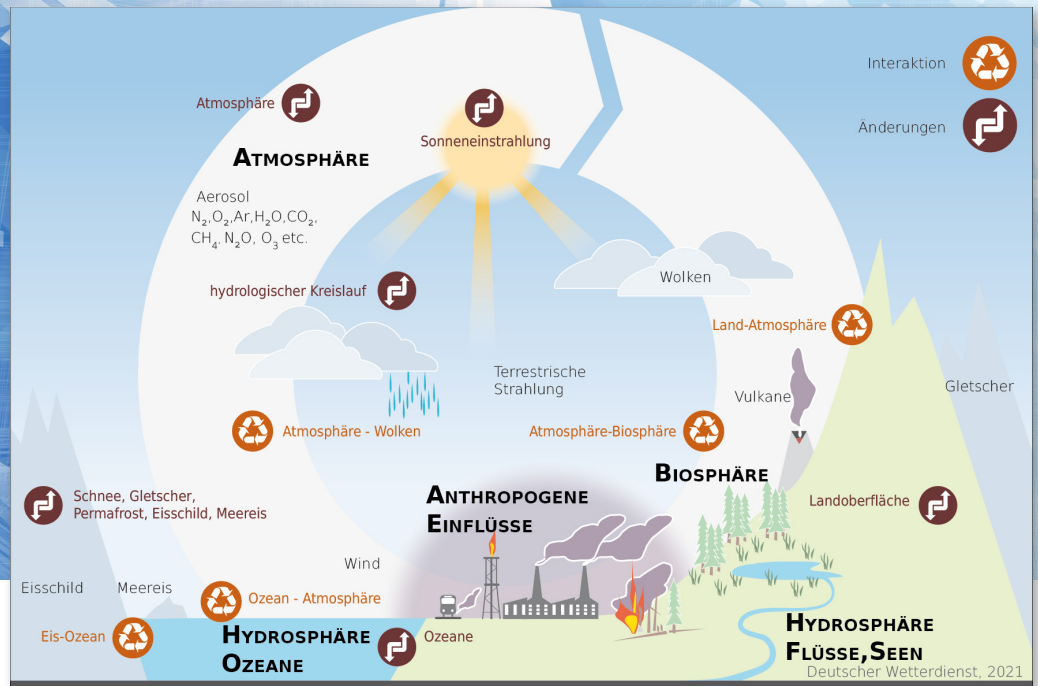 Interaktion
Änderungen
Atmosphäre
Sonneneinstrahlung
ATMOSPHÄRE
Aerosol
N₂,O₂,Ar,H₂O,CO₂,
CH₄, N₂O, O₃ etc.
hydrologischer Kreislauf
Wolken
Land-Atmosphäre
Terrestrische
Strahlung
Vulkane
Gletscher
Atmosphäre - Wolken
Atmosphäre-Biosphäre
BIOSPHÄRE
ANTHROPOGENE
EINFLÜSSE
Schnee, Gletscher,
Permafrost, Eisschild, Meereis
Landoberfläche
Wind
Eisschild
Meereis
Ozean - Atmosphäre
Eis-Ozean
HYDROSPHÄRE
OZEANE
Ozeane
HYDROSPHÄRE
FLÜSSE,SEEN
Deutscher Wetterdienst, 2021